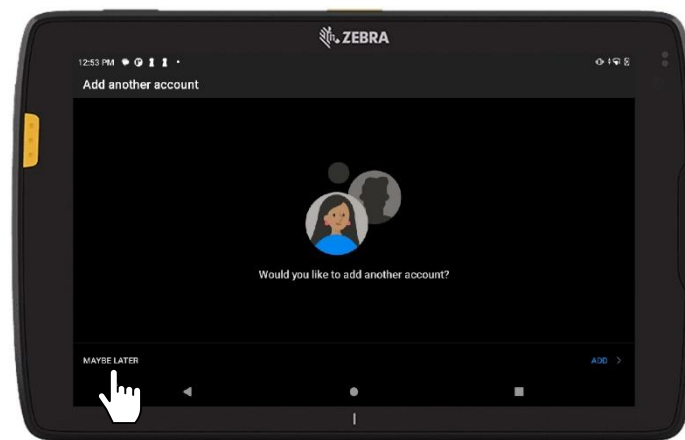 ZEBRA
12:53 PM
Add another account
Would you like to add another account?
MAYBE LATER
ADD